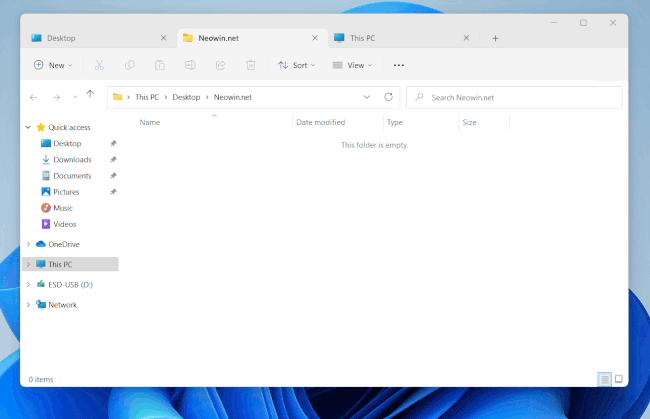 Desktop Neowin.net This PC
New Sort View
This PC Desktop Neowin.net Search Neowin.net
Name Date modified Type Size
This folder is empty.
Quick access
Desktop
Downloads
Documents
Pictures
Music
Videos
OneDrive
This PC
ESD-USB (D:)
Network
0 items